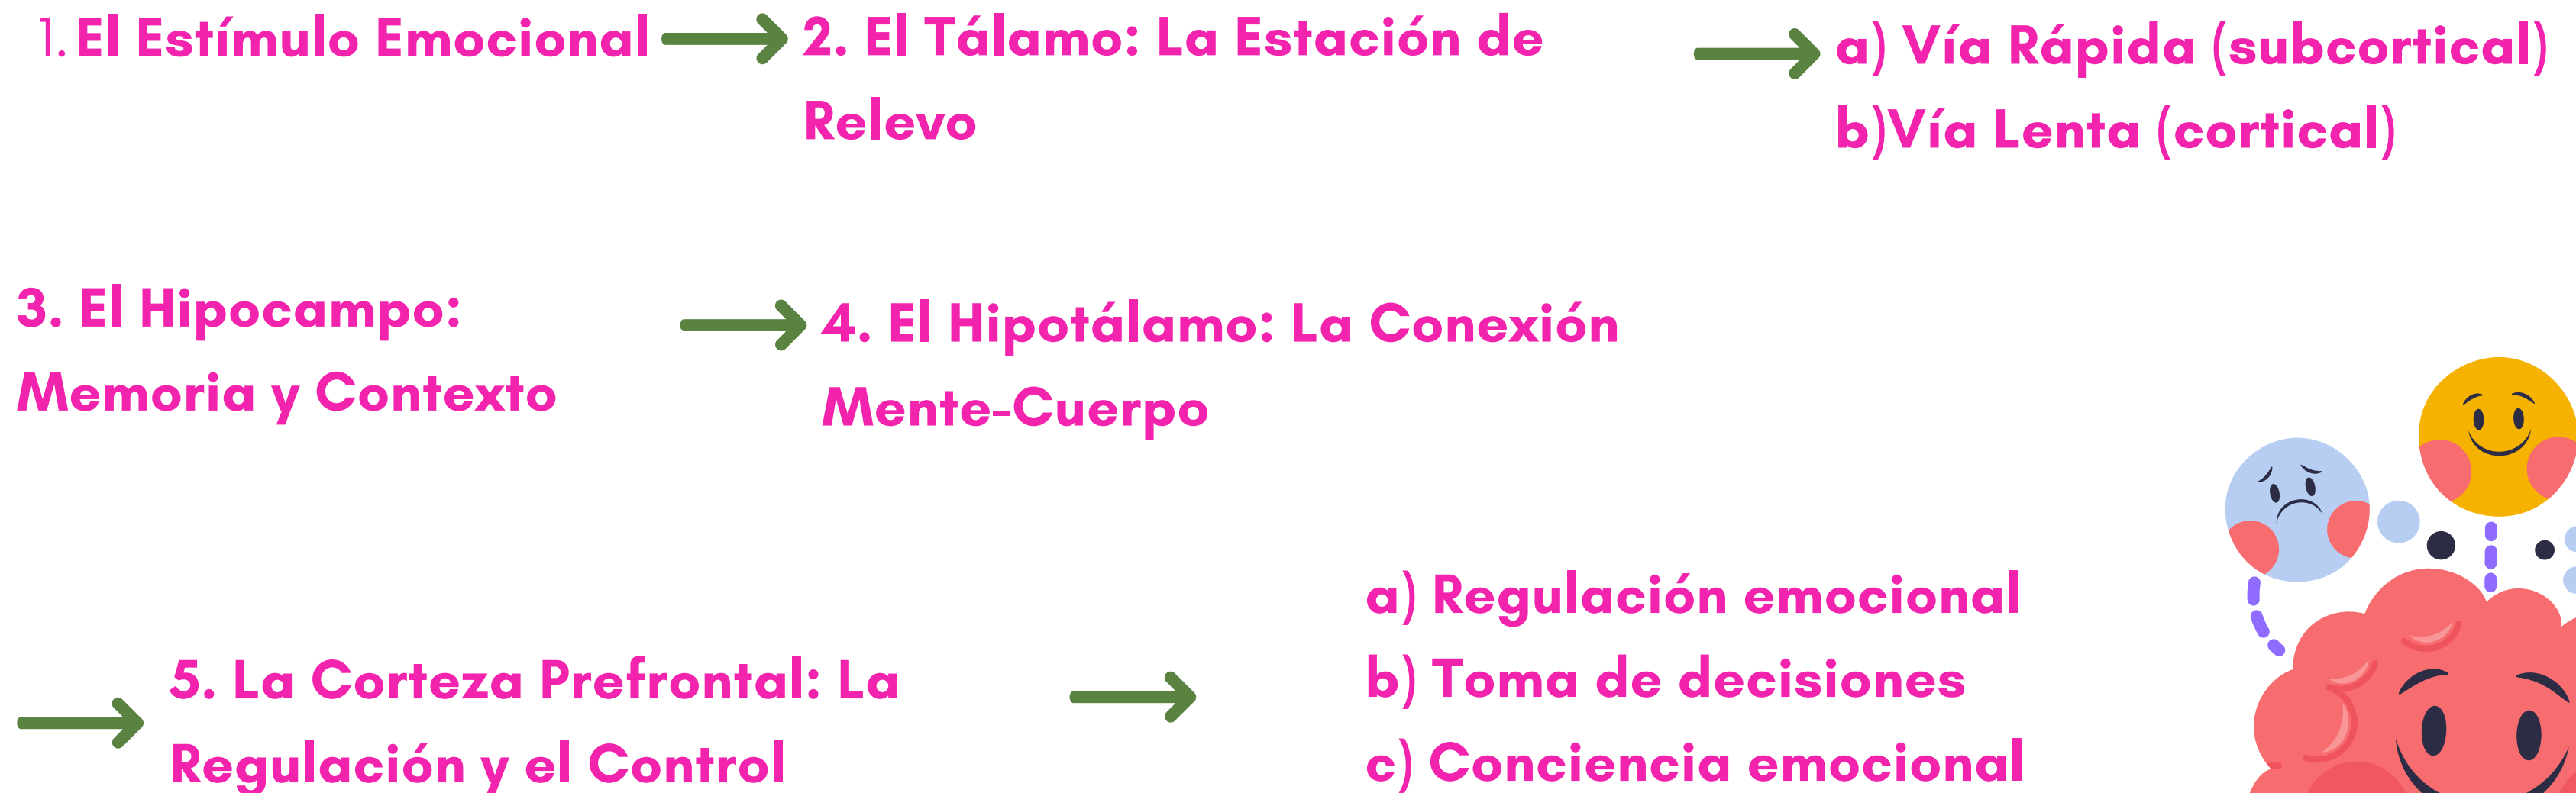 1. El Estímulo Emocional
2. El Tálamo: La Estación de
Relevo
a) Vía Rápida (subcortical)
b)Vía Lenta (cortical)
3. El Hipocampo:
Memoria y Contexto
4. El Hipotálamo: La Conexión
Mente-Cuerpo
5. La Corteza Prefrontal: La
Regulación y el Control
a) Regulación emocional
b) Toma de decisiones
c) Conciencia emocional